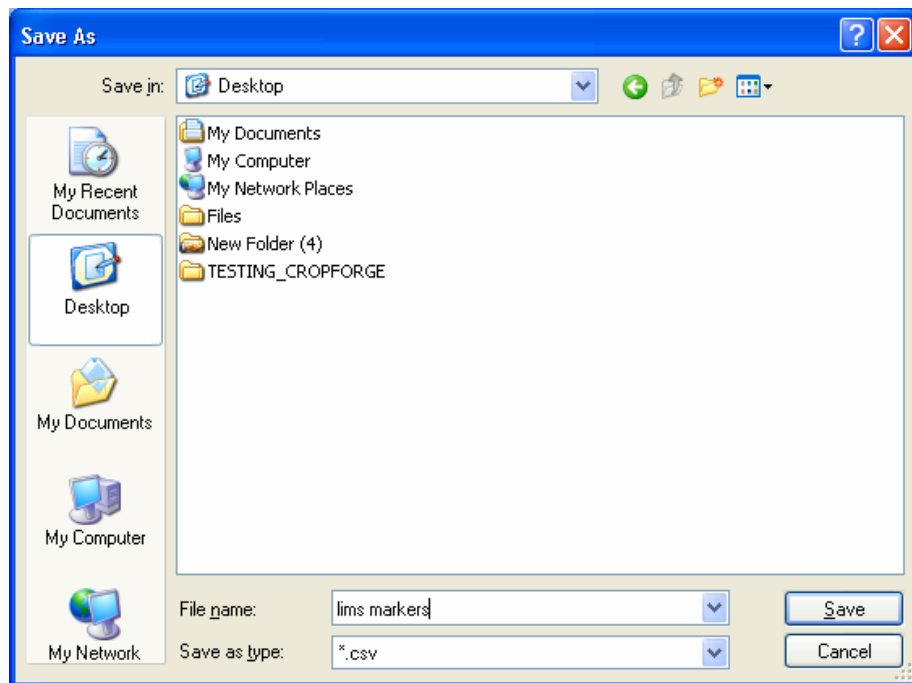 Save As
Save in:
Desktop
My Documents
My Computer
My Network Places
Files
New Folder (4)
TESTING_CROPFORGE
My Recent
Documents
Desktop
My Documents
My Computer
My Network
File name:
lims markers
Save
Save as type:
*.csv
Cancel